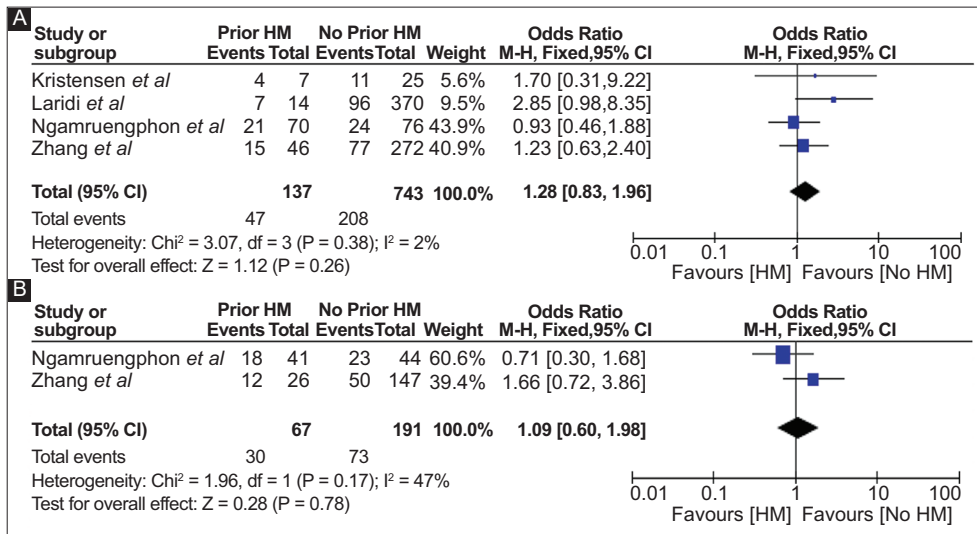 A
Study or Prior HM No Prior HM Odds Ratio Odds Ratio
subgroup Events Total Events Total Weight M-H, Fixed,95% CI M-H, Fixed,95% CI
Kristensen et al 4 7 11 25 5.6% 1.70 [0.31,9.22]
Laridi et al 7 14 96 370 9.5% 2.85 [0.98,8.35]
Ngamruengphon et al 21 70 24 76 43.9% 0.93 [0.46,1.88]
Zhang et al 15 46 77 272 40.9% 1.23 [0.63,2.40]
Total (95% CI) 137 743 100.0% 1.28 [0.83, 1.96]
Total events 47 208
Heterogeneity: Chi² = 3.07, df = 3 (P = 0.38); I² = 2%
Test for overall effect: Z = 1.12 (P = 0.26)
0.01 0.1 1 10 100
Favours [HM] Favours [No HM]
B
Study or Prior HM No Prior HM Odds Ratio Odds Ratio
subgroup Events Total Events Total Weight M-H, Fixed,95% CI M-H, Fixed,95% CI
Ngamruengphon et al 18 41 23 44 60.6% 0.71 [0.30, 1.68]
Zhang et al 12 26 50 147 39.4% 1.66 [0.72, 3.86]
Total (95% CI) 67 191 100.0% 1.09 [0.60, 1.98]
Total events 30 73
Heterogeneity: Chi² = 1.96, df = 1 (P = 0.17); I² = 47%
Test for overall effect: Z = 0.28 (P = 0.78)
0.01 0.1 1 10 100
Favours [HM] Favours [No HM]